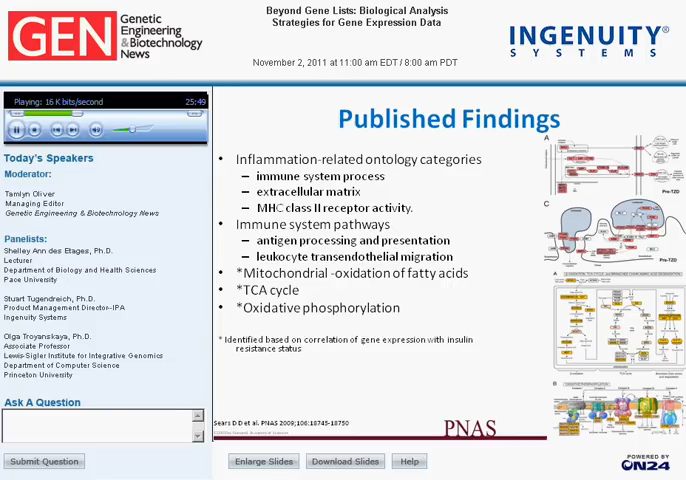 GEN Genetic
Engineering
& Biotechnology
News
Beyond Gene Lists: Biological Analysis
Strategies for Gene Expression Data
November 2, 2011 at 11:00 am EDT / 8:00 am PDT
INGENUITY®
SYSTEMS
Playing: 16 K bits/second 25:49
Today's Speakers
Moderator:
Tamlyn Oliver
Managing Editor
Genetic Engineering & Biotechnology News
Panelists:
Shelley Ann des Etages, Ph.D.
Lecturer
Department of Biology and Health Sciences
Pace University
Stuart Tugendreich, Ph.D.
Product Management Director–IPA
Ingenuity Systems
Olga Troyanskaya, Ph.D.
Associate Professor
Lewis-Sigler Institute for Integrative Genomics
Department of Computer Science
Princeton University
Ask A Question
Submit Question
Published Findings
• Inflammation-related ontology categories
– immune system process
– extracellular matrix
– MHC class II receptor activity.
• Immune system pathways
– antigen processing and presentation
– leukocyte transendothelial migration
• *Mitochondrial -oxidation of fatty acids
• *TCA cycle
• *Oxidative phosphorylation
* Identified based on correlation of gene expression with insulin
resistance status
A
Pre-TZD
C
Pre-TZD
A
B
Sears D D et al. PNAS 2009;106:18745-18750
PNAS
Enlarge Slides
Download Slides
Help
POWERED BY
ON24